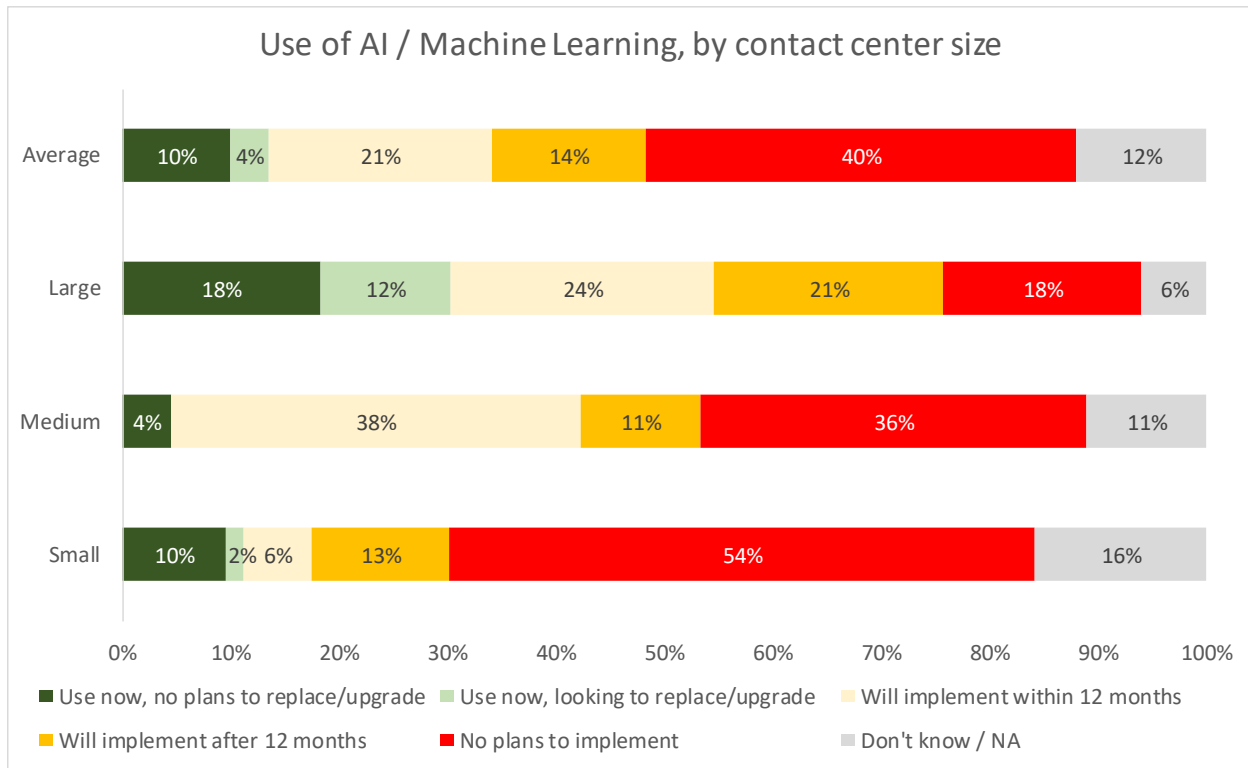 Use of AI / Machine Learning, by contact center size
Average 10% 4% 21% 14% 40% 12%
Large 18% 12% 24% 21% 18% 6%
Medium 4% 38% 11% 36% 11%
Small 10% 2% 6% 13% 54% 16%
0% 10% 20% 30% 40% 50% 60% 70% 80% 90% 100%
Use now, no plans to replace/upgrade Use now, looking to replace/upgrade Will implement within 12 months
Will implement after 12 months No plans to implement Don't know / NA